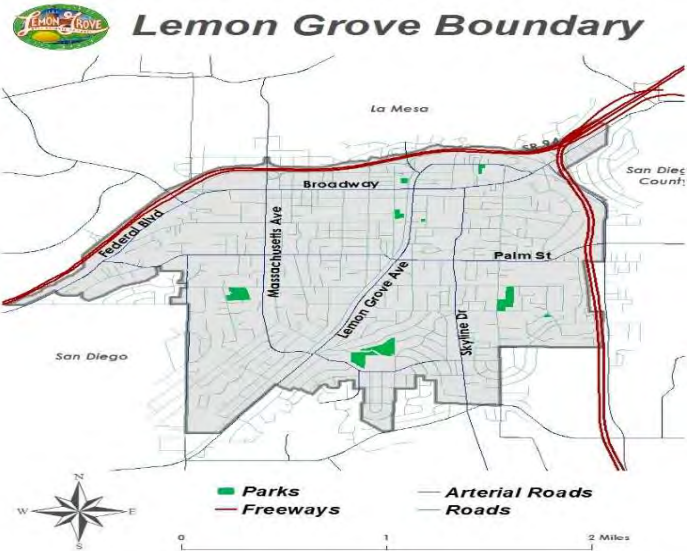 LEMON GROVE
Lemon Grove Boundary
La Mesa
SR 94
San Dieg
County
Broadway
Federal Blvd
Massachusetts Ave
Palm St
Lemon Grove Ave
Skyline Dr
San Diego
N
W
E
S
Parks
Freeways
Arterial Roads
Roads
0
1
2 Miles